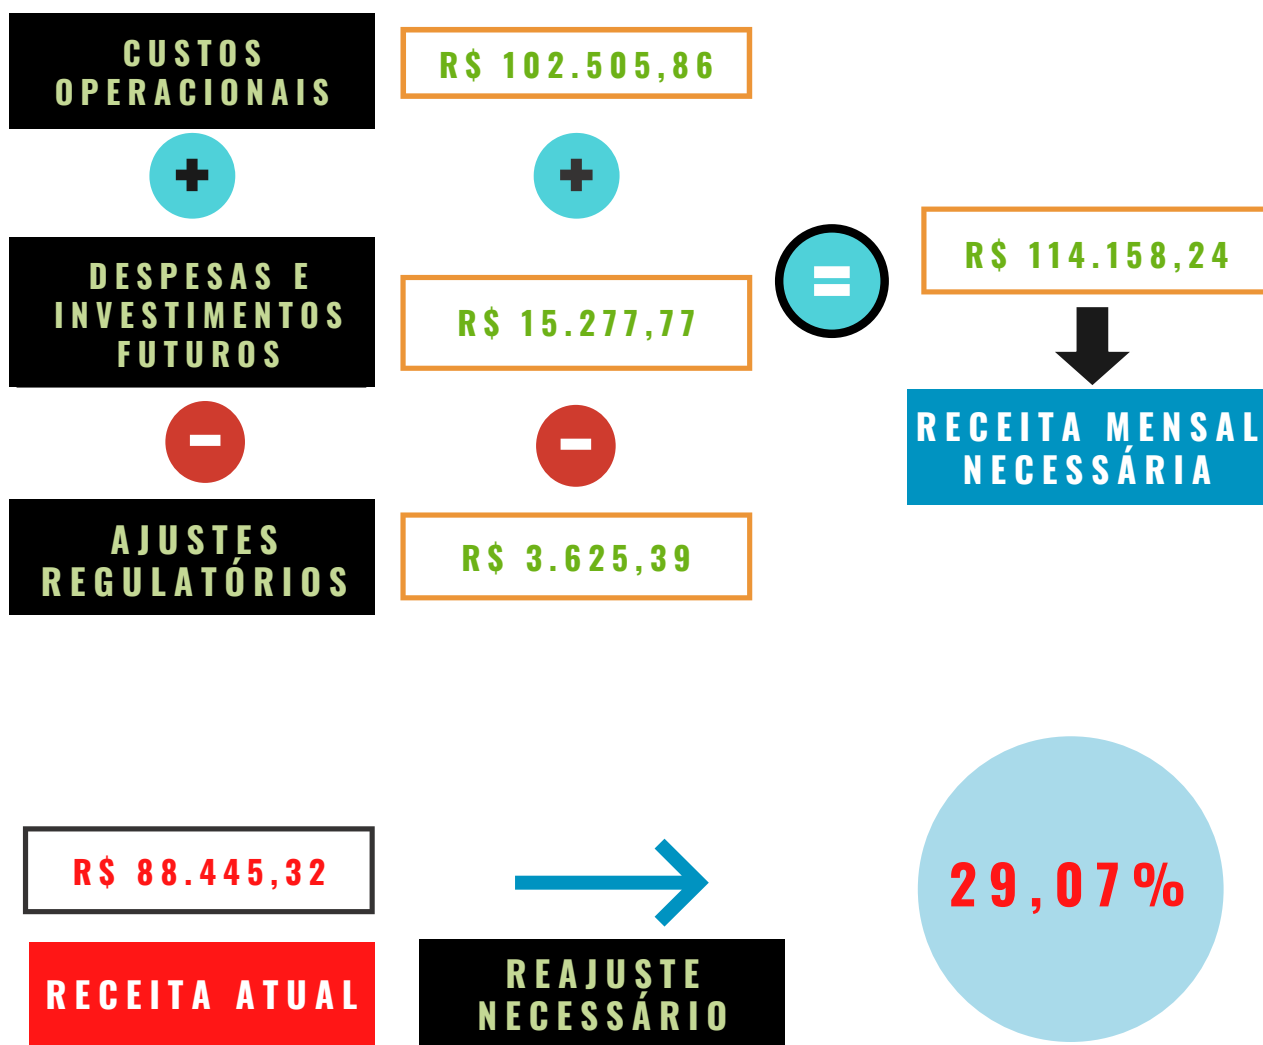 CUSTOS
OPERACIONAIS
R$ 102.505,86
+
+
DESPESAS E
INVESTIMENTOS
FUTUROS
R$ 15.277,77
=
R$ 114.158,24
RECEITA MENSAL
NECESSÁRIA
-
-
AJUSTES
REGULATÓRIOS
R$ 3.625,39
R$ 88.445,32
RECEITA ATUAL
REAJUSTE
NECESSÁRIO
29,07%